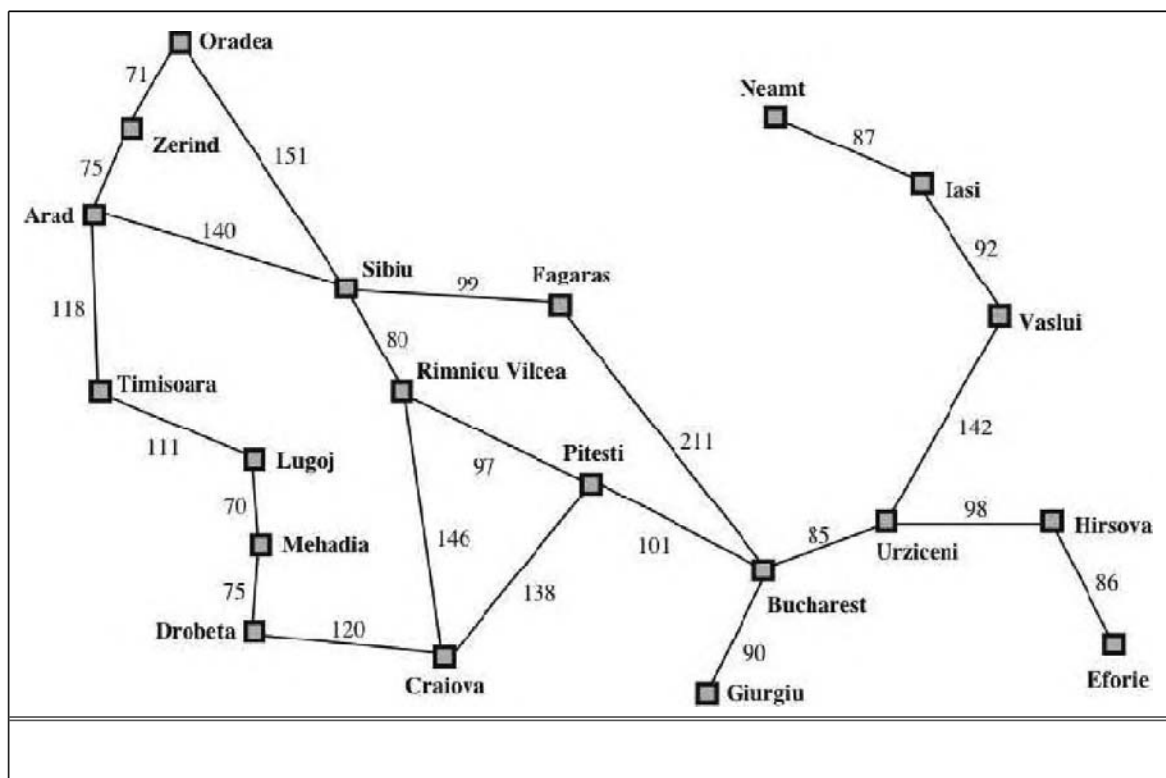 Oradea
71
Neamt
Zerind
87
151
75
Iasi
Arad
140
92
Sibiu
99
Fagaras
118
Vaslui
80
Timisoara
Rimnicu Vilcea
142
111
Lugoj
97
Pitesti
211
70
98
Hirsova
Mehadia
146
101
85
Urziceni
75
138
86
Bucharest
Drobeta
120
90
Craiova
Giurgiu
Eforie